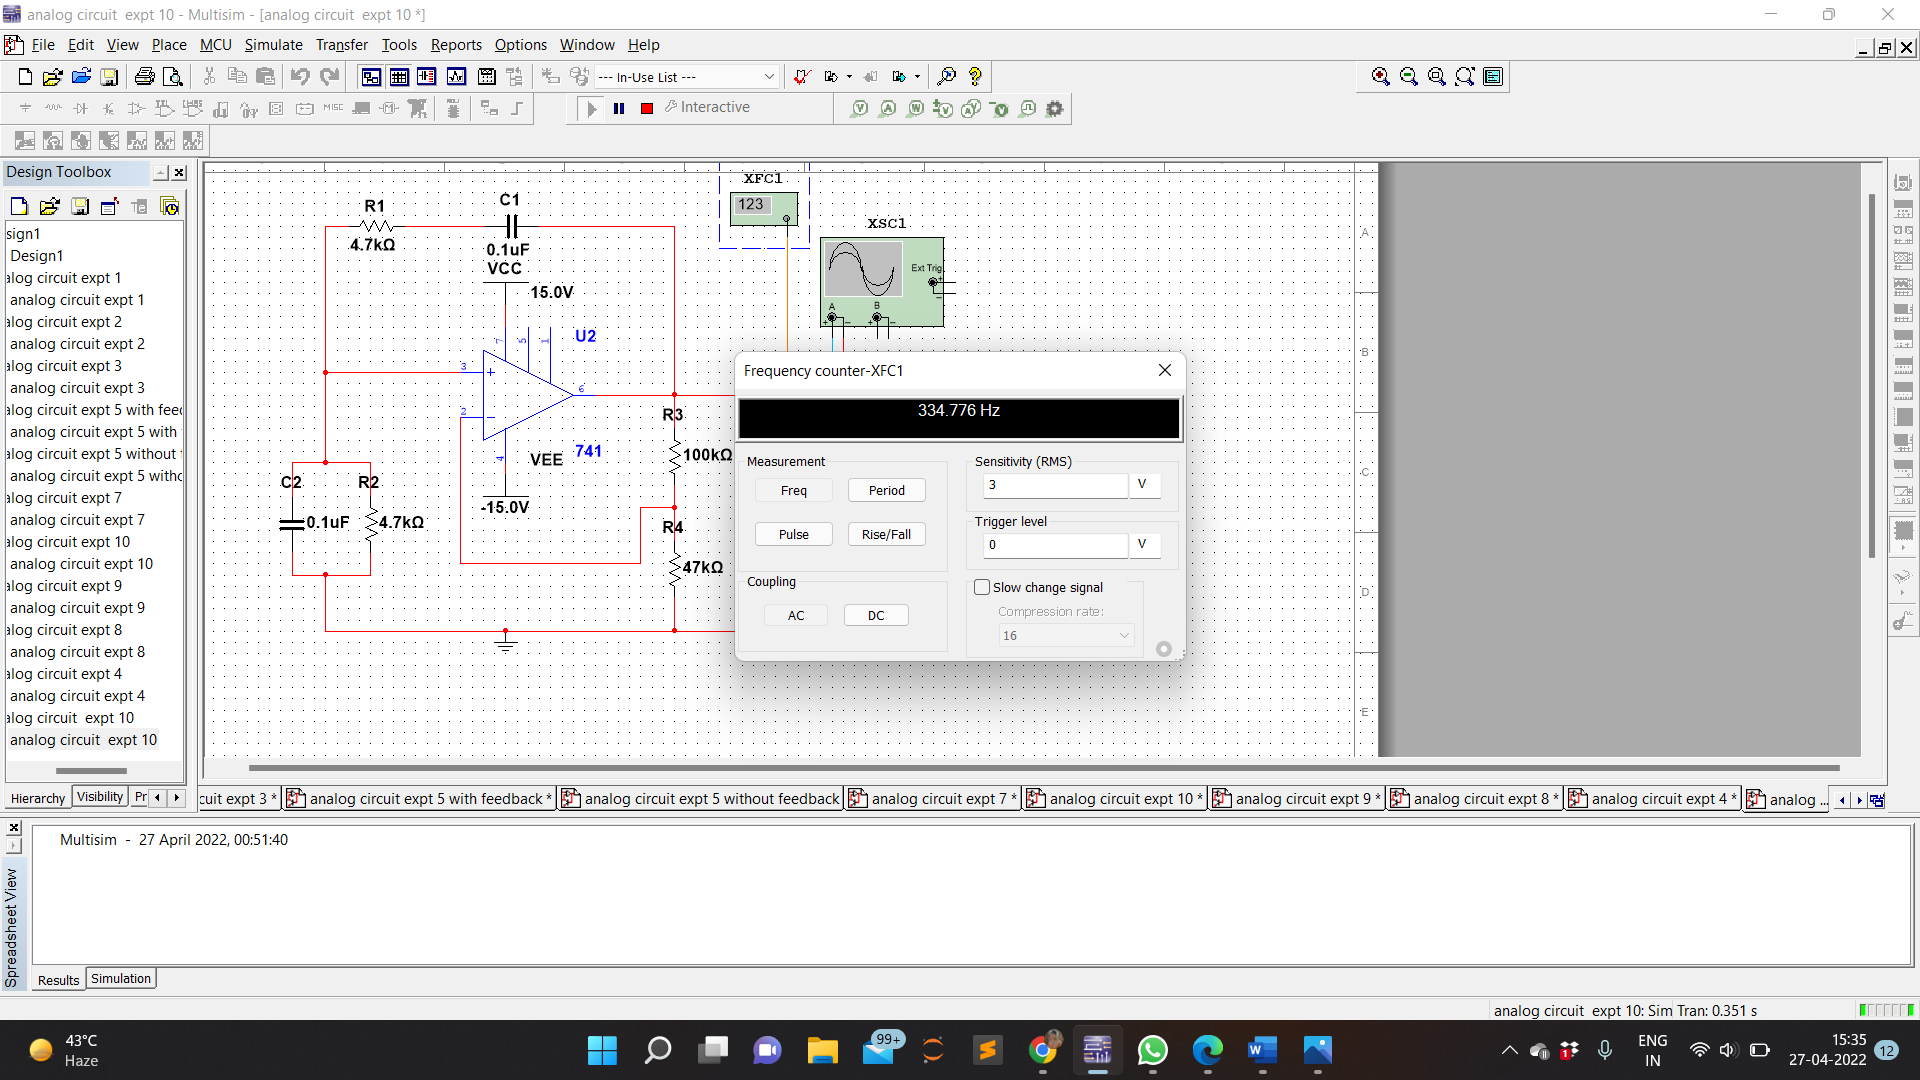 analog circuit  expt 10 - Multisim - [analog circuit  expt 10 *]
File Edit View Place MCU Simulate Transfer Tools Reports Options Window Help
--- In-Use List ---
MISC Interactive
Design Toolbox
sign1
Design1
alog circuit expt 1
analog circuit expt 1
alog circuit expt 2
analog circuit expt 2
alog circuit expt 3
analog circuit expt 3
alog circuit expt 5 with feed
analog circuit expt 5 with
alog circuit expt 5 without
analog circuit expt 5 witho
alog circuit expt 7
analog circuit expt 7
alog circuit expt 10
analog circuit expt 10
alog circuit expt 9
analog circuit expt 9
alog circuit expt 8
analog circuit expt 8
alog circuit expt 4
analog circuit expt 4
alog circuit  expt 10
analog circuit  expt 10
Hierarchy Visibility Pr
XFC1
123
R1
4.7kΩ
C1
0.1uF
VCC
15.0V
XSC1
Ext Trig
A B
U2
7 5 1
3
2
6
4
VEE
741
-15.0V
R3
100kΩ
R4
47kΩ
C2
0.1uF
R2
4.7kΩ
A
B
C
D
E
Frequency counter-XFC1
334.776 Hz
Measurement
Freq Period
Pulse Rise/Fall
Coupling
AC DC
Sensitivity (RMS)
3 V
Trigger level
0 V
Slow change signal
Compression rate:
16
cuit expt 3 * analog circuit expt 5 with feedback * analog circuit expt 5 without feedback analog circuit expt 7 * analog circuit expt 10 * analog circuit expt 9 * analog circuit expt 8 * analog circuit expt 4 * analog ...
Spreadsheet View
Multisim  -  27 April 2022, 00:51:40
Results Simulation
analog circuit  expt 10: Sim Tran: 0.351 s
43°C
Haze
99+
1
ENG
IN
15:35
27-04-2022
12